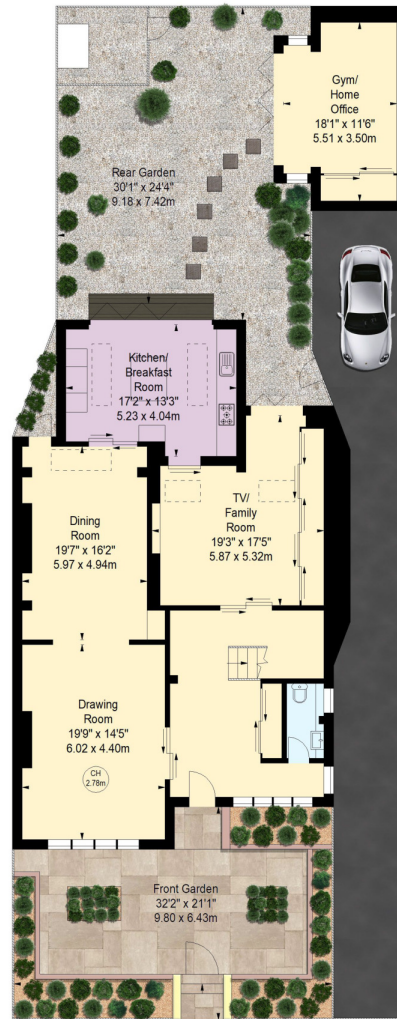 Gym/
Home
Office
18'1" x 11'6"
5.51 x 3.50m
Rear Garden
30'1" x 24'4"
9.18 x 7.42m
Kitchen/
Breakfast
Room
17'2" x 13'3"
5.23 x 4.04m
TV/
Family
Room
19'3" x 17'5"
5.87 x 5.32m
Dining
Room
19'7" x 16'2"
5.97 x 4.94m
Drawing
Room
19'9" x 14'5"
6.02 x 4.40m
CH
2.78m
Front Garden
32'2" x 21'1"
9.80 x 6.43m